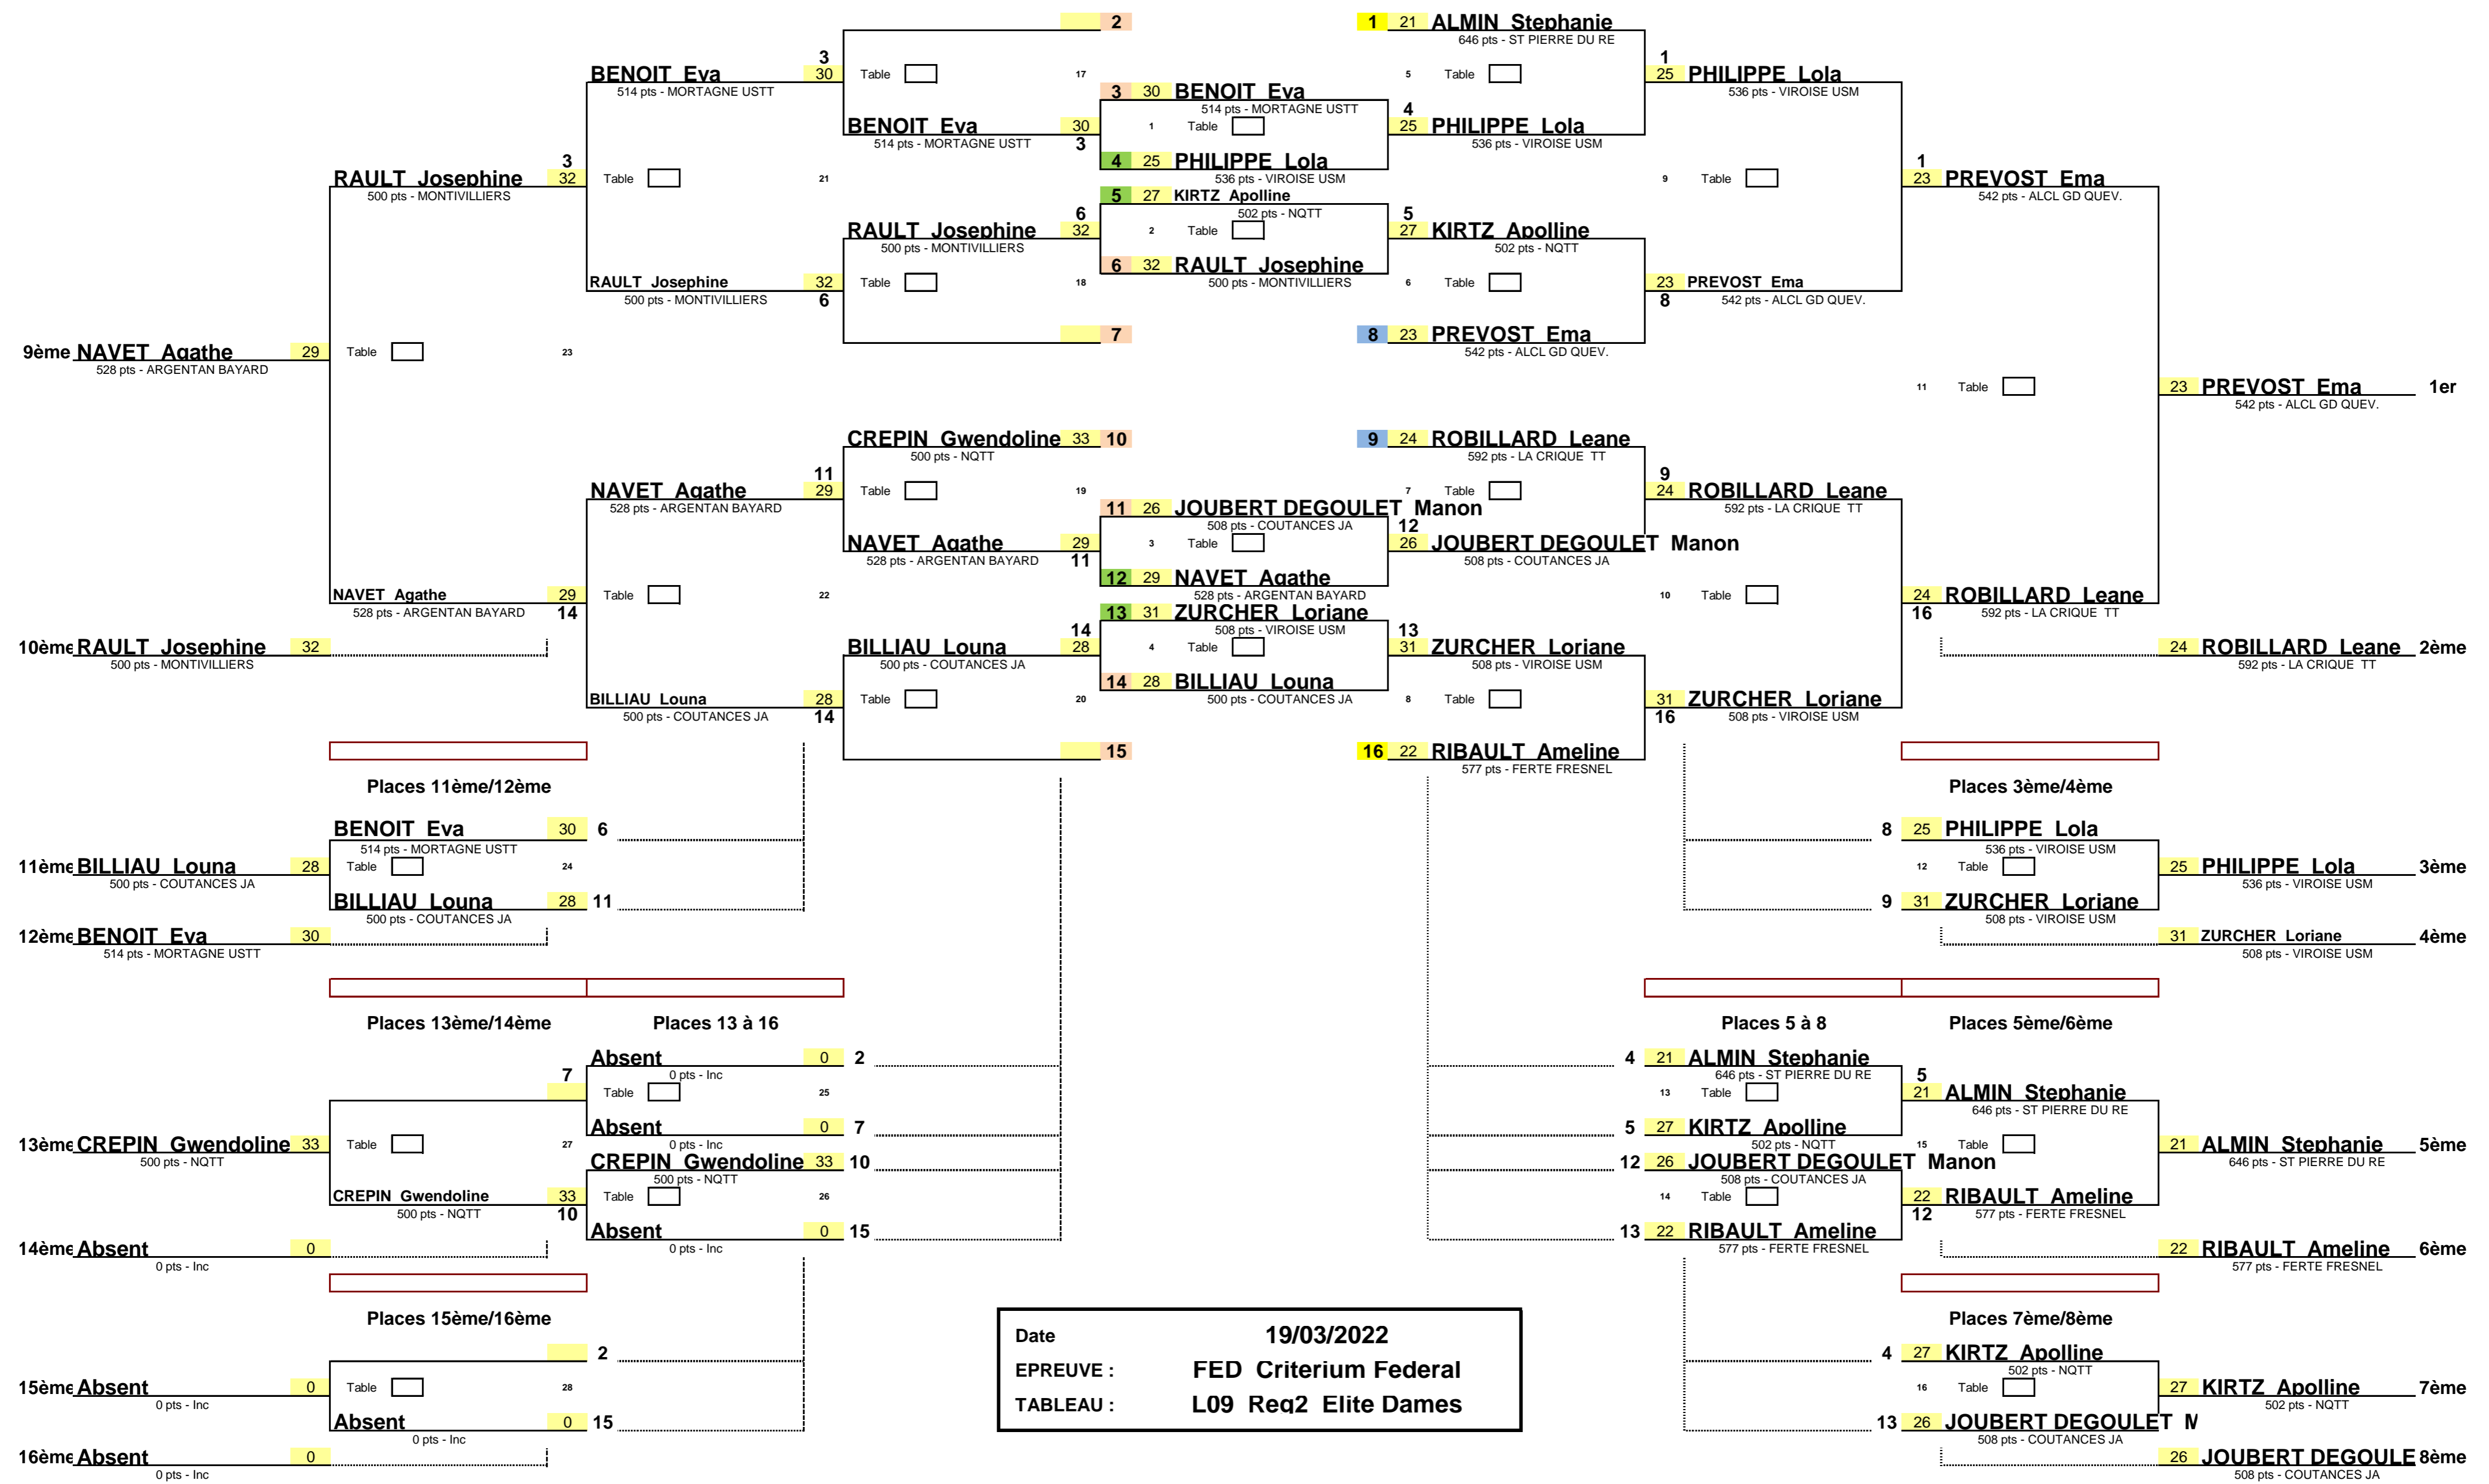 2
1 21 ALMIN Stephanie
646 pts - ST PIERRE DU RE
3
BENOIT Eva 30 Table 17
514 pts - MORTAGNE USTT
5 Table
1
25 PHILIPPE Lola
536 pts - VIROISE USM
3 30 BENOIT Eva
514 pts - MORTAGNE USTT
BENOIT Eva 30
514 pts - MORTAGNE USTT 3
1 Table
4
25 PHILIPPE Lola
536 pts - VIROISE USM
4 25 PHILIPPE Lola
536 pts - VIROISE USM
3
RAULT Josephine 32 Table 21
500 pts - MONTIVILLIERS
9 Table
1
23 PREVOST Ema
542 pts - ALCL GD QUEV.
5 27 KIRTZ Apolline
502 pts - NQTT
6
RAULT Josephine 32
500 pts - MONTIVILLIERS
2 Table
5
27 KIRTZ Apolline
502 pts - NQTT
6 32 RAULT Josephine
500 pts - MONTIVILLIERS
RAULT Josephine 32 Table 18
500 pts - MONTIVILLIERS 6
6 Table
23 PREVOST Ema
8 542 pts - ALCL GD QUEV.
7
8 23 PREVOST Ema
542 pts - ALCL GD QUEV.
9ème NAVET Agathe 29 Table 23
528 pts - ARGENTAN BAYARD
11 Table
23 PREVOST Ema 1er
542 pts - ALCL GD QUEV.
CREPIN Gwendoline 33 10
500 pts - NQTT
9 24 ROBILLARD Leane
592 pts - LA CRIQUE TT
11
NAVET Agathe 29 Table 19
528 pts - ARGENTAN BAYARD
7 Table
9
24 ROBILLARD Leane
592 pts - LA CRIQUE TT
11 26 JOUBERT DEGOULET Manon
508 pts - COUTANCES JA
NAVET Agathe 29
528 pts - ARGENTAN BAYARD 11
3 Table
12
26 JOUBERT DEGOULET Manon
508 pts - COUTANCES JA
12 29 NAVET Agathe
528 pts - ARGENTAN BAYARD
NAVET Agathe 29 Table 22
528 pts - ARGENTAN BAYARD 14
10 Table
24 ROBILLARD Leane
16 592 pts - LA CRIQUE TT
13 31 ZURCHER Loriane
508 pts - VIROISE USM
10ème RAULT Josephine 32
500 pts - MONTIVILLIERS
14
BILLIAU Louna 28
500 pts - COUTANCES JA
4 Table
13
31 ZURCHER Loriane
508 pts - VIROISE USM
24 ROBILLARD Leane 2ème
592 pts - LA CRIQUE TT
14 28 BILLIAU Louna
500 pts - COUTANCES JA
BILLIAU Louna 28 Table 20
500 pts - COUTANCES JA 14
8 Table
31 ZURCHER Loriane
16 508 pts - VIROISE USM
15
16 22 RIBAULT Ameline
577 pts - FERTE FRESNEL
Places 11ème/12ème
Places 3ème/4ème
BENOIT Eva 30 6
514 pts - MORTAGNE USTT
8 25 PHILIPPE Lola
536 pts - VIROISE USM
11ème BILLIAU Louna 28 Table 24
500 pts - COUTANCES JA
12 Table
25 PHILIPPE Lola 3ème
536 pts - VIROISE USM
BILLIAU Louna 28 11
500 pts - COUTANCES JA
9 31 ZURCHER Loriane
508 pts - VIROISE USM
12ème BENOIT Eva 30
514 pts - MORTAGNE USTT
31 ZURCHER Loriane 4ème
508 pts - VIROISE USM
Places 13ème/14ème Places 13 à 16
Places 5 à 8 Places 5ème/6ème
Absent 0 2
0 pts - Inc
4 21 ALMIN Stephanie
646 pts - ST PIERRE DU RE
7
Table 25
13 Table
5
21 ALMIN Stephanie
646 pts - ST PIERRE DU RE
Absent 0 7
0 pts - Inc
5 27 KIRTZ Apolline
502 pts - NQTT
13ème CREPIN Gwendoline 33 Table 27
500 pts - NQTT
15 Table
21 ALMIN Stephanie 5ème
646 pts - ST PIERRE DU RE
CREPIN Gwendoline 33 10
500 pts - NQTT
12 26 JOUBERT DEGOULET Manon
508 pts - COUTANCES JA
CREPIN Gwendoline 33 Table 26
500 pts - NQTT 10
14 Table
22 RIBAULT Ameline
12 577 pts - FERTE FRESNEL
Absent 0 15
0 pts - Inc
13 22 RIBAULT Ameline
577 pts - FERTE FRESNEL
14ème Absent 0
0 pts - Inc
22 RIBAULT Ameline 6ème
577 pts - FERTE FRESNEL
Places 15ème/16ème
Places 7ème/8ème
Date 19/03/2022
EPREUVE : FED Criterium Federal
TABLEAU : L09 Reg2 Elite Dames
2
4 27 KIRTZ Apolline
502 pts - NQTT
15ème Absent 0 Table 28
0 pts - Inc
16 Table
27 KIRTZ Apolline 7ème
502 pts - NQTT
Absent 0 15
0 pts - Inc
13 26 JOUBERT DEGOULET M
508 pts - COUTANCES JA
16ème Absent 0
0 pts - Inc
26 JOUBERT DEGOULE 8ème
508 pts - COUTANCES JA